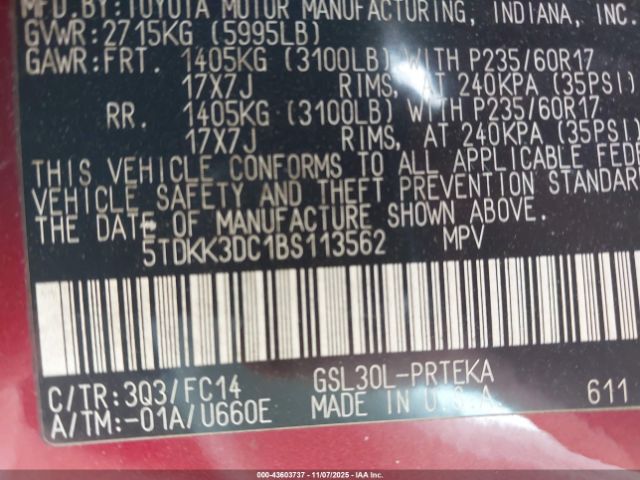 MFD.BY:TOYOTA MOTOR MANUFACTURING, INDIANA, INC.
GVWR:2715KG (5995LB)
GAWR:FRT. 1405KG (3100LB) WITH P235/60R17
17X7J RIMS, AT 240KPA (35PSI)
RR. 1405KG (3100LB) WITH P235/60R17
17X7J RIMS, AT 240KPA (35PSI)
THIS VEHICLE CONFORMS TO ALL APPLICABLE FEDE
VEHICLE SAFETY AND THEFT PREVENTION STANDAR
DATE OF MANUFACTURE SHOWN ABOVE.
5TDKK3DC1BS113562 MPV
C/TR:3Q3/FC14 GSL30L-PRTEKA
A/TM:-01A/U660E MADE IN U.S.A 611
000-43603737 - 11/07/2025 - IAAI.COM